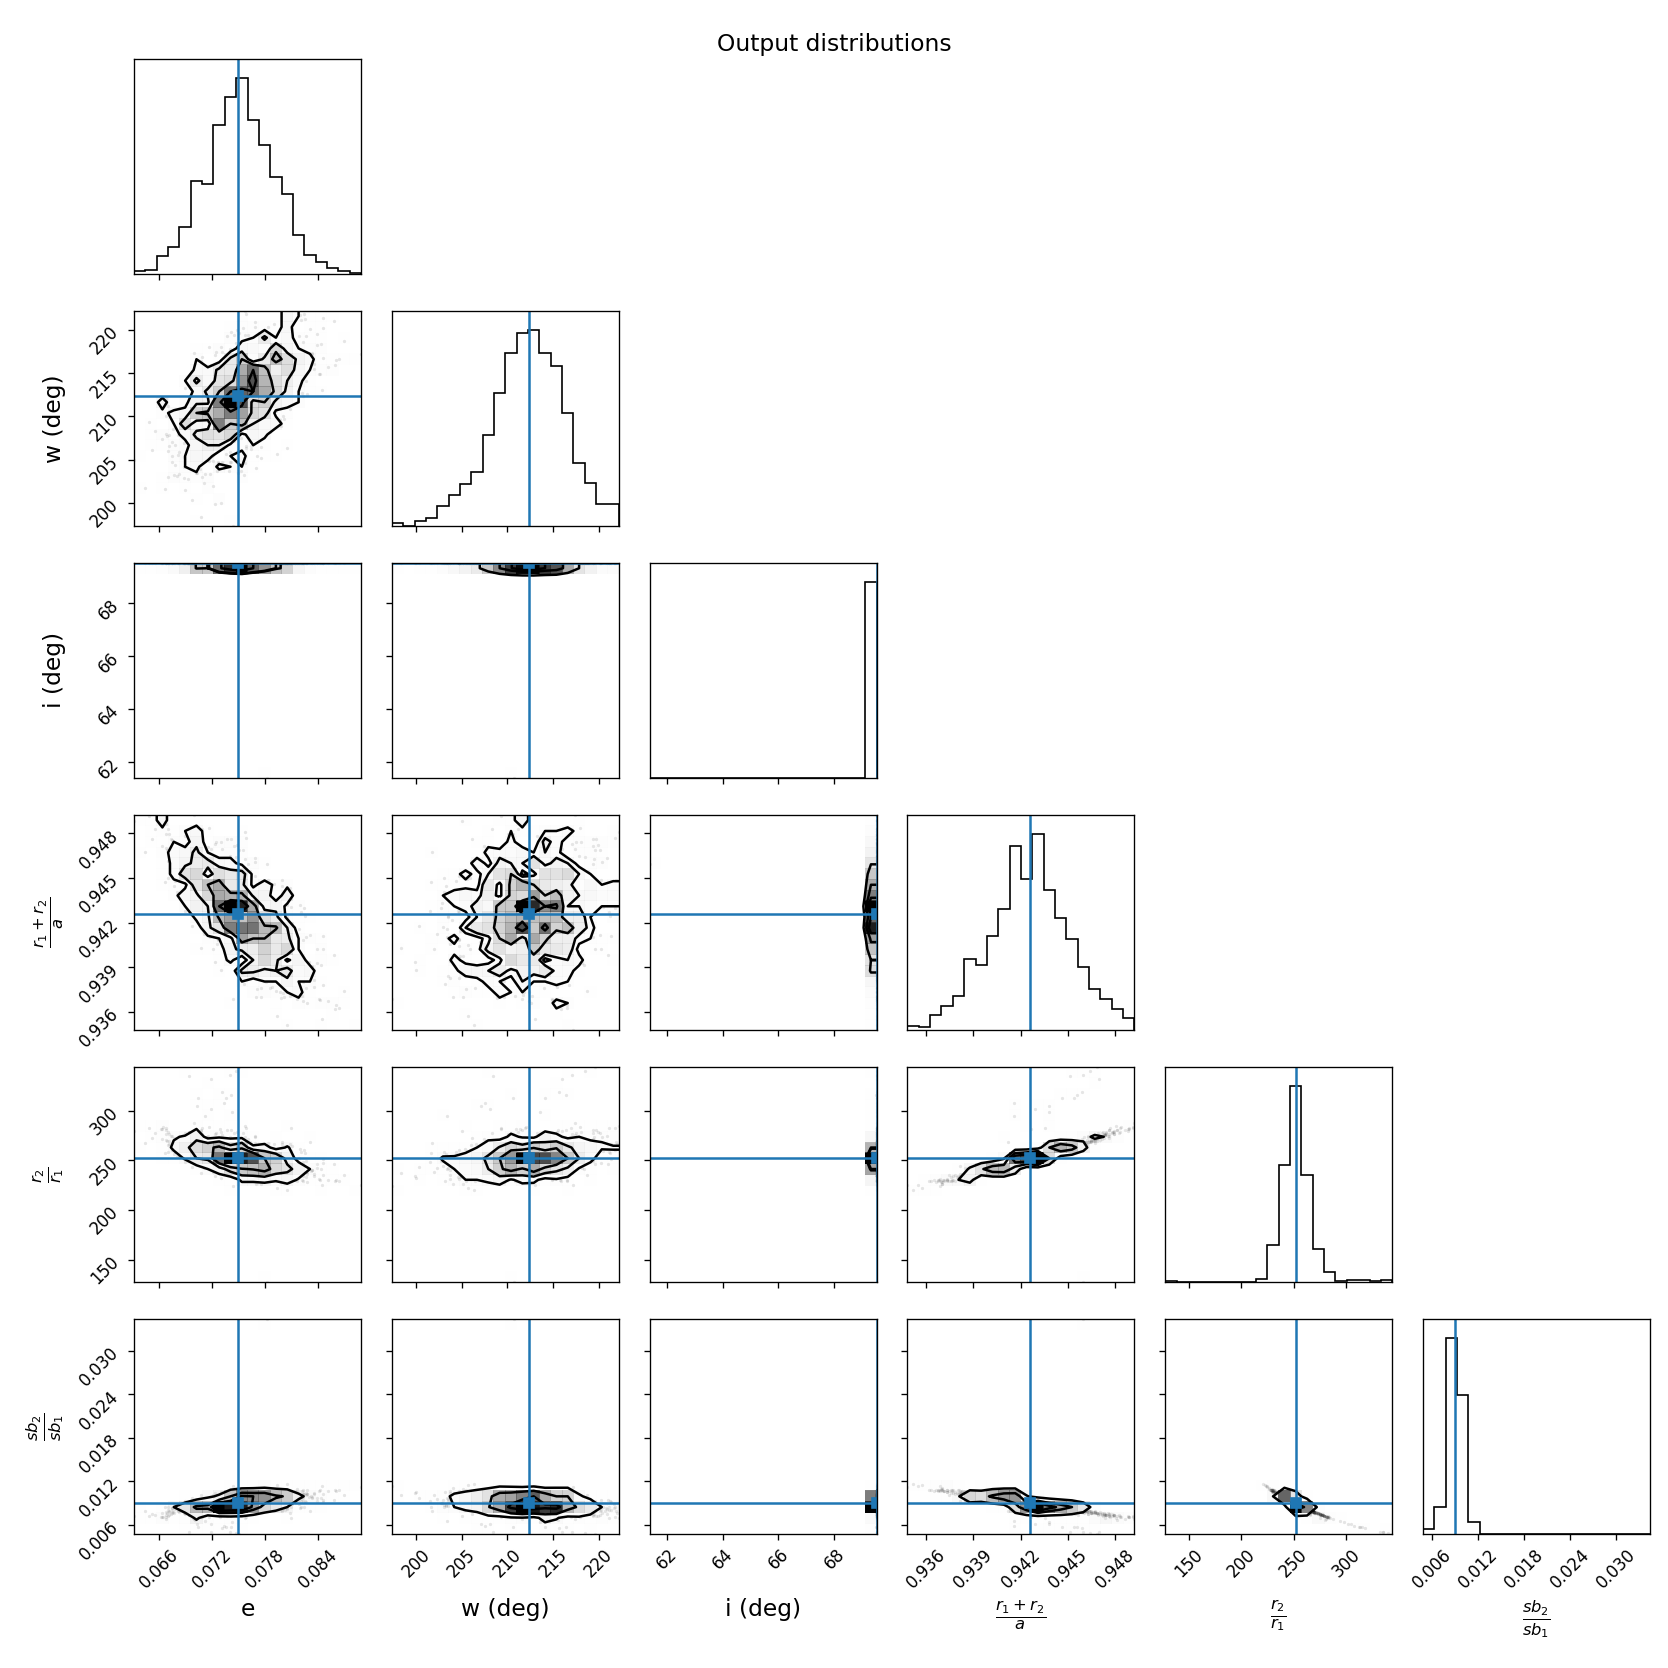 Output distributions
220
215
210
205
200
w (deg)
68
66
64
62
i (deg)
0.948
0.945
0.942
0.939
0.936
r₁ + r₂
a
300
250
200
150
r₂
r₁
0.030
0.024
0.018
0.012
0.006
sb₂
sb₁
0.066 0.072 0.078 0.084 200 205 210 215 220 62 64 66 68 0.936 0.939 0.942 0.945 0.948 150 200 250 300 0.006 0.012 0.018 0.024 0.030
e w (deg) i (deg) r₁ + r₂ r₂ sb₂
a r₁ sb₁